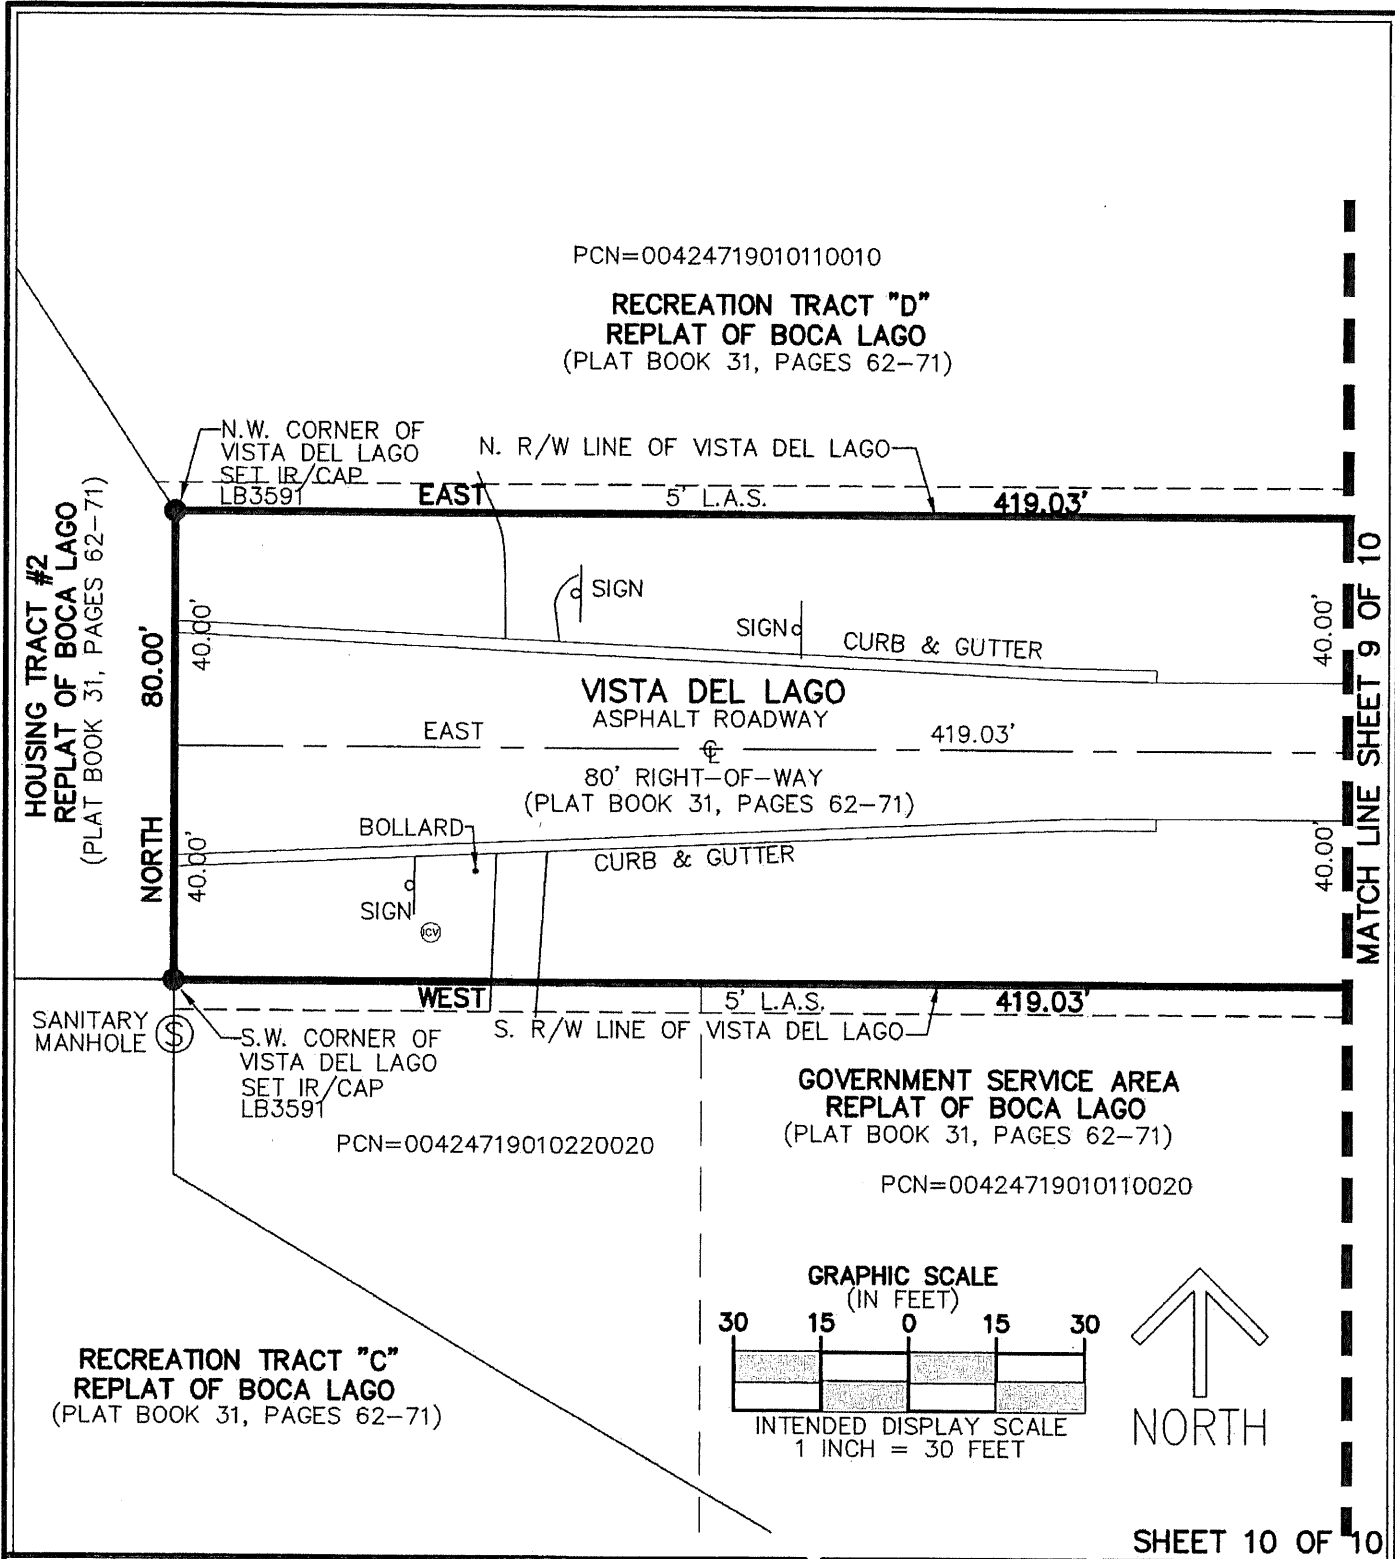 PCN=00424719010110010
RECREATION TRACT "D"
REPLAT OF BOCA LAGO
(PLAT BOOK 31, PAGES 62-71)
N.W. CORNER OF
VISTA DEL LAGO
SET IR/CAP
LB3591
N. R/W LINE OF VISTA DEL LAGO
EAST
5' L.A.S.
419.03'
HOUSING TRACT #2
REPLAT OF BOCA LAGO
(PLAT BOOK 31, PAGES 62-71)
NORTH 80.00'
40.00'
40.00'
SIGN
SIGN
CURB & GUTTER
40.00'
VISTA DEL LAGO
ASPHALT ROADWAY
EAST
419.03'
CL
80' RIGHT-OF-WAY
(PLAT BOOK 31, PAGES 62-71)
BOLLARD
CURB & GUTTER
SIGN
ICV
40.00'
MATCH LINE SHEET 9 OF 10
WEST
5' L.A.S.
419.03'
SANITARY
MANHOLE
S
S.W. CORNER OF
VISTA DEL LAGO
SET IR/CAP
LB3591
S. R/W LINE OF VISTA DEL LAGO
PCN=00424719010220020
GOVERNMENT SERVICE AREA
REPLAT OF BOCA LAGO
(PLAT BOOK 31, PAGES 62-71)
PCN=00424719010110020
RECREATION TRACT "C"
REPLAT OF BOCA LAGO
(PLAT BOOK 31, PAGES 62-71)
GRAPHIC SCALE
(IN FEET)
30 15 0 15 30
INTENDED DISPLAY SCALE
1 INCH = 30 FEET
NORTH
SHEET 10 OF 10